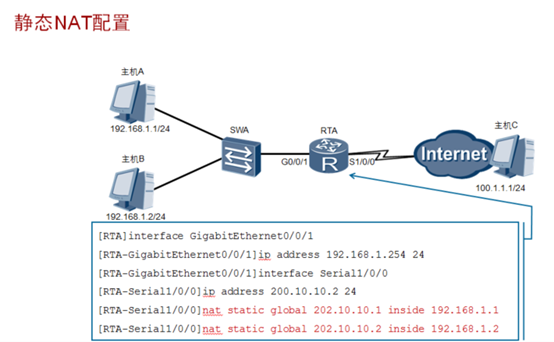 静态NAT配置
主机A
192.168.1.1/24
SWA
RTA
主机C
G0/0/1
R
S1/0/0
Internet
主机B
100.1.1.1/24
192.168.1.2/24
[RTA]interface GigabitEthernet0/0/1
[RTA-GigabitEthernet0/0/1]ip address 192.168.1.254 24
[RTA-GigabitEthernet0/0/1]interface Serial1/0/0
[RTA-Serial1/0/0]ip address 200.10.10.2 24
[RTA-Serial1/0/0]nat static global 202.10.10.1 inside 192.168.1.1
[RTA-Serial1/0/0]nat static global 202.10.10.2 inside 192.168.1.2